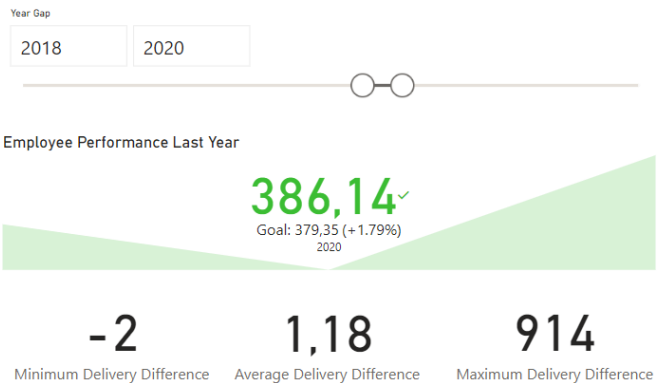 Year Gap
2018 2020
Employee Performance Last Year
386,14
Goal: 379,35 (+1.79%)
2020
-2 1,18 914
Minimum Delivery Difference Average Delivery Difference Maximum Delivery Difference